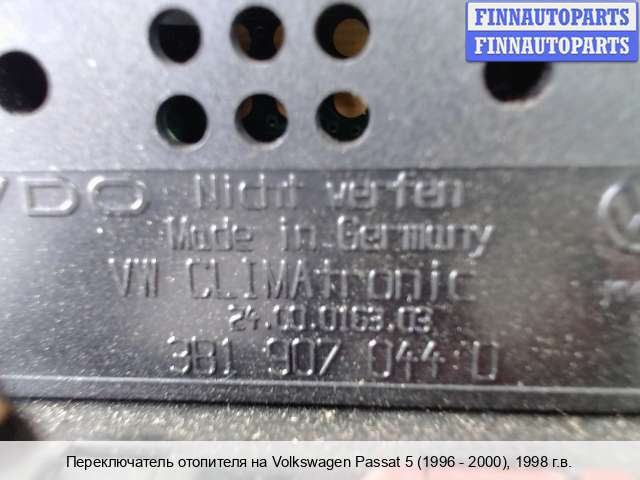 FINNAUTOPARTS
FINNAUTOPARTS
VDO Nicht werfen
Made in Germany
VW CLIMAtronic
24.00.0163.03
3B1 907 044 D
Переключатель отопителя на Volkswagen Passat 5 (1996 - 2000), 1998 г.в.